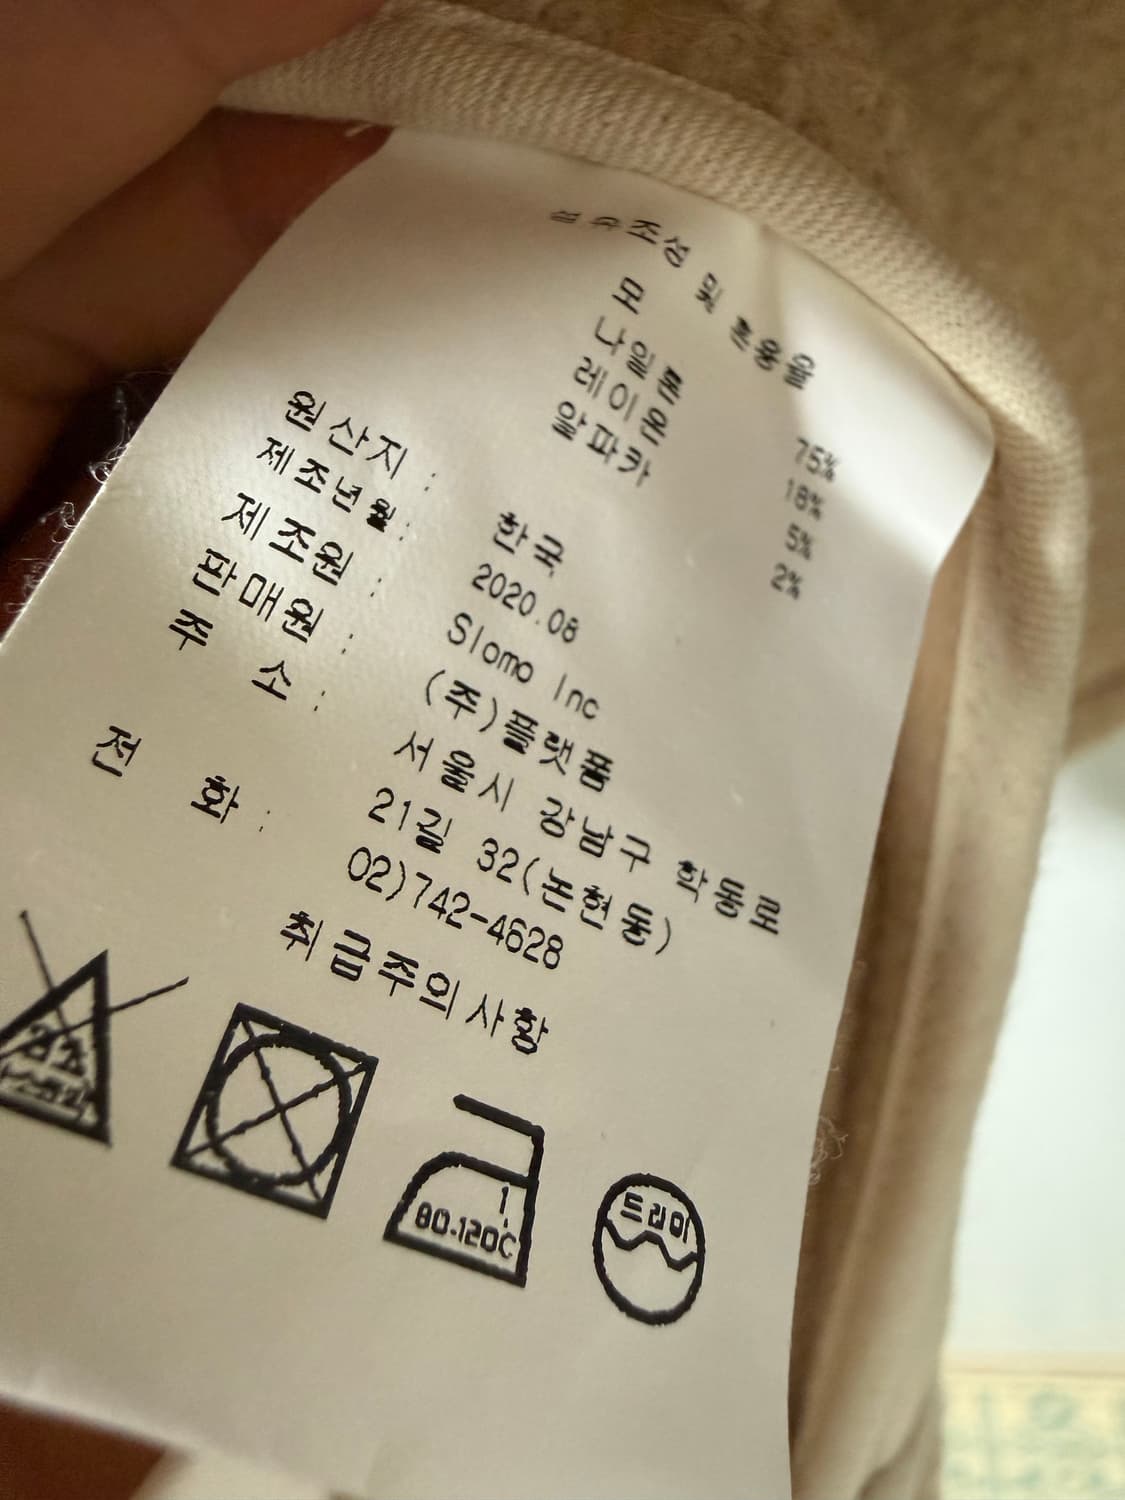 섬유조성 및 혼용율
모 75%
나일론 18%
레이온 5%
알파카 2%
원산지 : 한국
제조년월: 2020.08
제조원 : Slomo Inc
판매원 : (주)플랫폼
주 소 : 서울시 강남구 학동로
21길 32(논현동)
전 화 : 02)742-4628
취급주의사항
염소
1,
80-120C
드라이